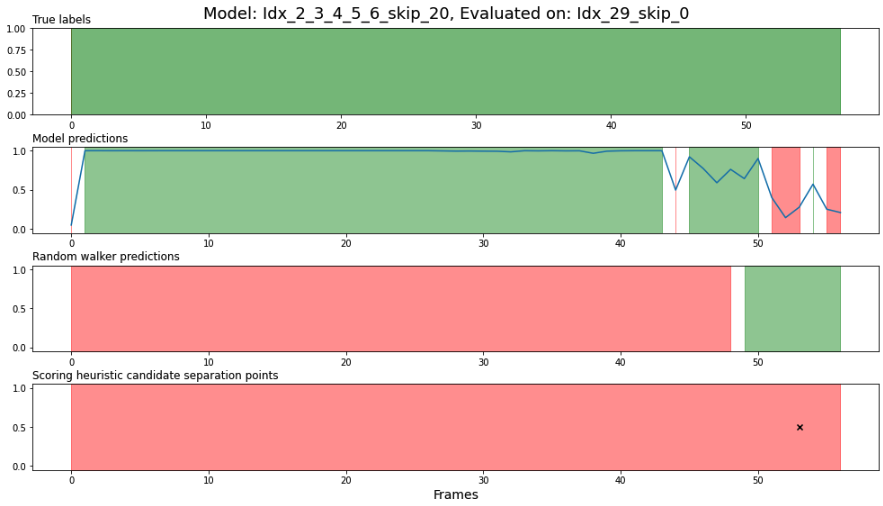 Model: Idx_2_3_4_5_6_skip_20, Evaluated on: Idx_29_skip_0
True labels
1.00
0.75
0.50
0.25
0.00
0 10 20 30 40 50
Model predictions
1.0
0.5
0.0
0 10 20 30 40 50
Random walker predictions
1.0
0.5
0.0
0 10 20 30 40 50
Scoring heuristic candidate separation points
1.0
0.5
0.0
0 10 20 30 40 50
Frames